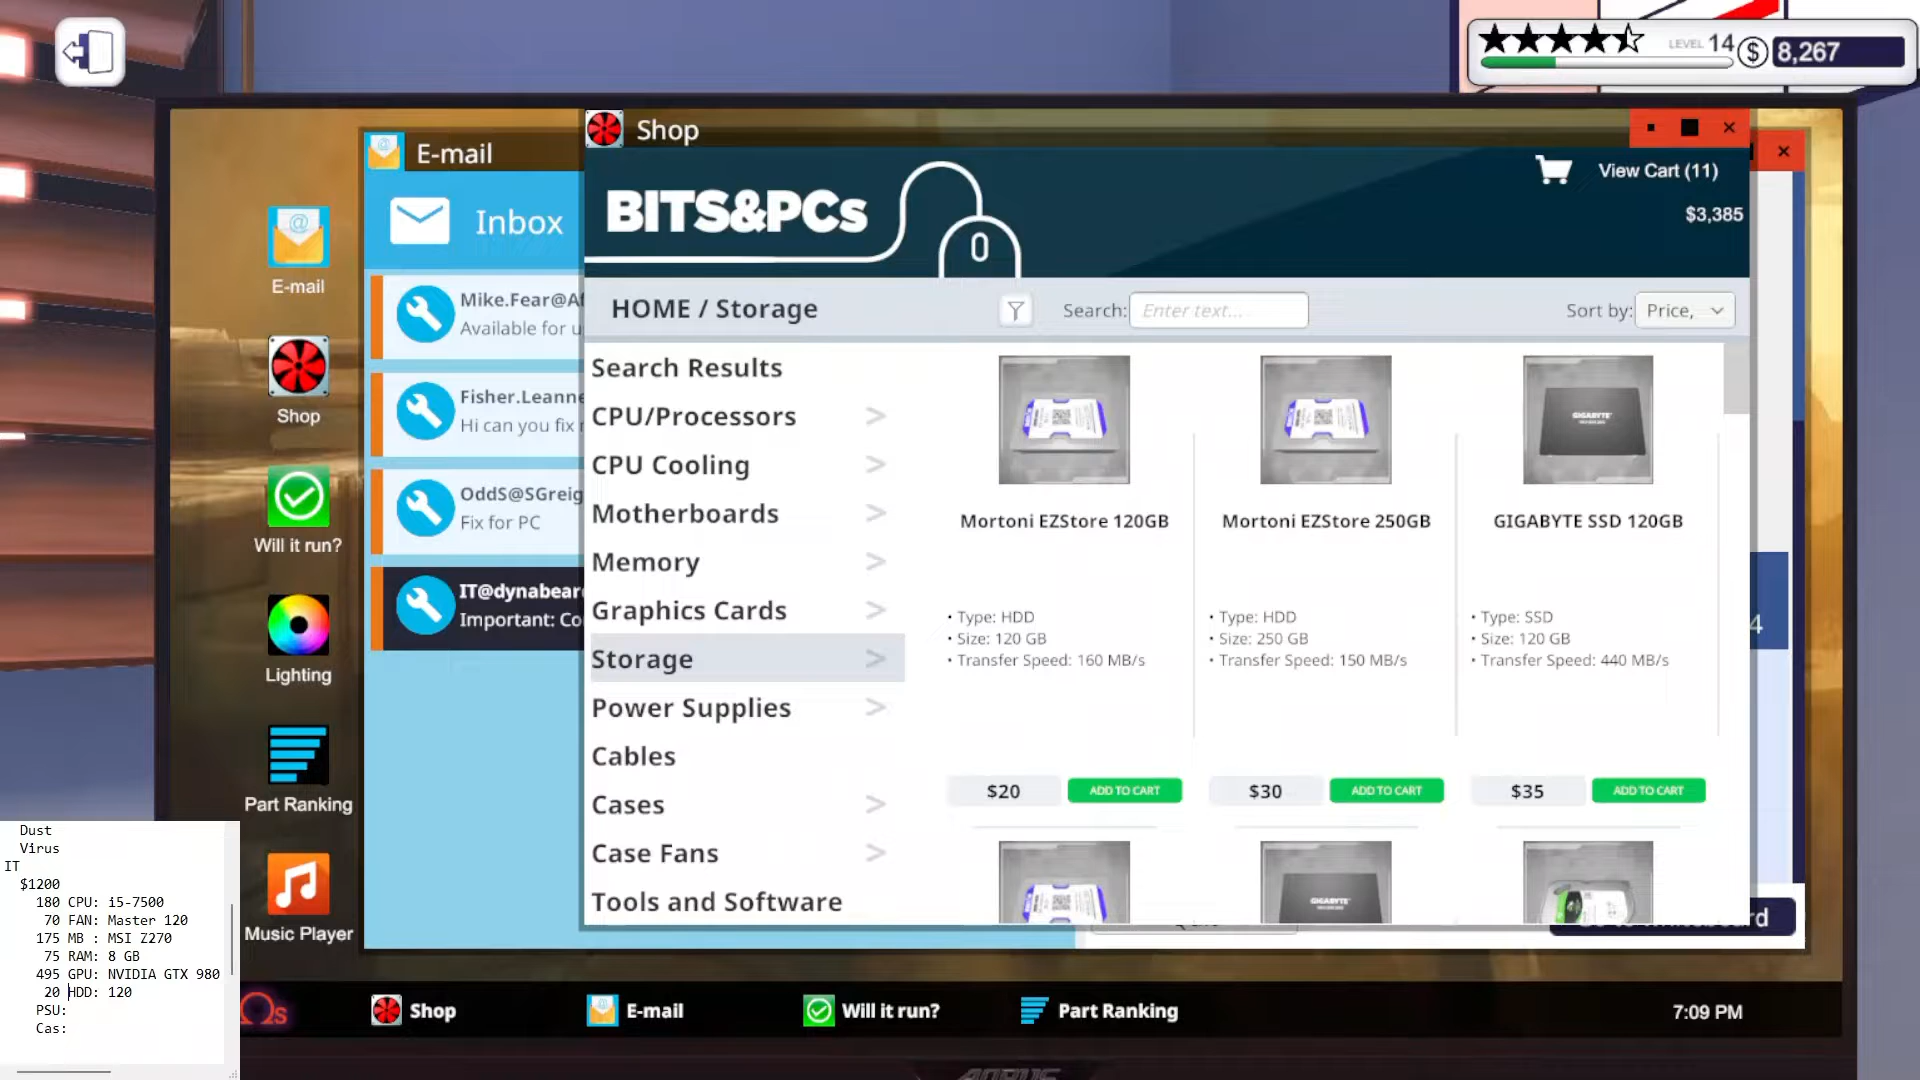 LEVEL 14
$ 8,267
Shop
E-mail
View Cart (11)
$3,385
BITS&PCs
Inbox
HOME / Storage
Search:
Enter text...
Sort by:
Price,
E-mail
Shop
Will it run?
Lighting
Part Ranking
Music Player
Mike.Fear@Af
Available for u
Fisher.Leanne
Hi can you fix
OddS@SGreig
Fix for PC
IT@dynabear
Important: Co
Search Results
CPU/Processors >
CPU Cooling >
Motherboards >
Memory >
Graphics Cards >
Storage >
Power Supplies >
Cables
Cases >
Case Fans >
Tools and Software
Mortoni EZStore 120GB
• Type: HDD
• Size: 120 GB
• Transfer Speed: 160 MB/s
$20
ADD TO CART
Mortoni EZStore 250GB
• Type: HDD
• Size: 250 GB
• Transfer Speed: 150 MB/s
$30
ADD TO CART
GIGABYTE
GIGABYTE SSD 120GB
• Type: SSD
• Size: 120 GB
• Transfer Speed: 440 MB/s
$35
ADD TO CART
GIGABYTE
4
Dust
Virus
IT
$1200
180 CPU: i5-7500
70 FAN: Master 120
175 MB : MSI Z270
75 RAM: 8 GB
495 GPU: NVIDIA GTX 980
20 HDD: 120
PSU:
Cas:
Shop
E-mail
Will it run?
Part Ranking
7:09 PM